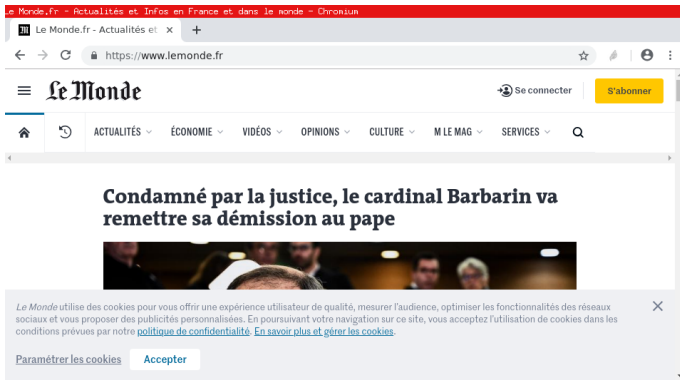 Le Monde.fr - Actualités et Infos en France et dans le monde - Chromium
Le Monde.fr - Actualités et
https://www.lemonde.fr
Le Monde
Se connecter
S'abonner
ACTUALITÉS
ÉCONOMIE
VIDÉOS
OPINIONS
CULTURE
M LE MAG
SERVICES
Condamné par la justice, le cardinal Barbarin va
remettre sa démission au pape
Le Monde utilise des cookies pour vous offrir une expérience utilisateur de qualité, mesurer l'audience, optimiser les fonctionnalités des réseaux
sociaux et vous proposer des publicités personnalisées. En poursuivant votre navigation sur ce site, vous acceptez l'utilisation de cookies dans les
conditions prévues par notre politique de confidentialité. En savoir plus et gérer les cookies.
Paramétrer les cookies
Accepter